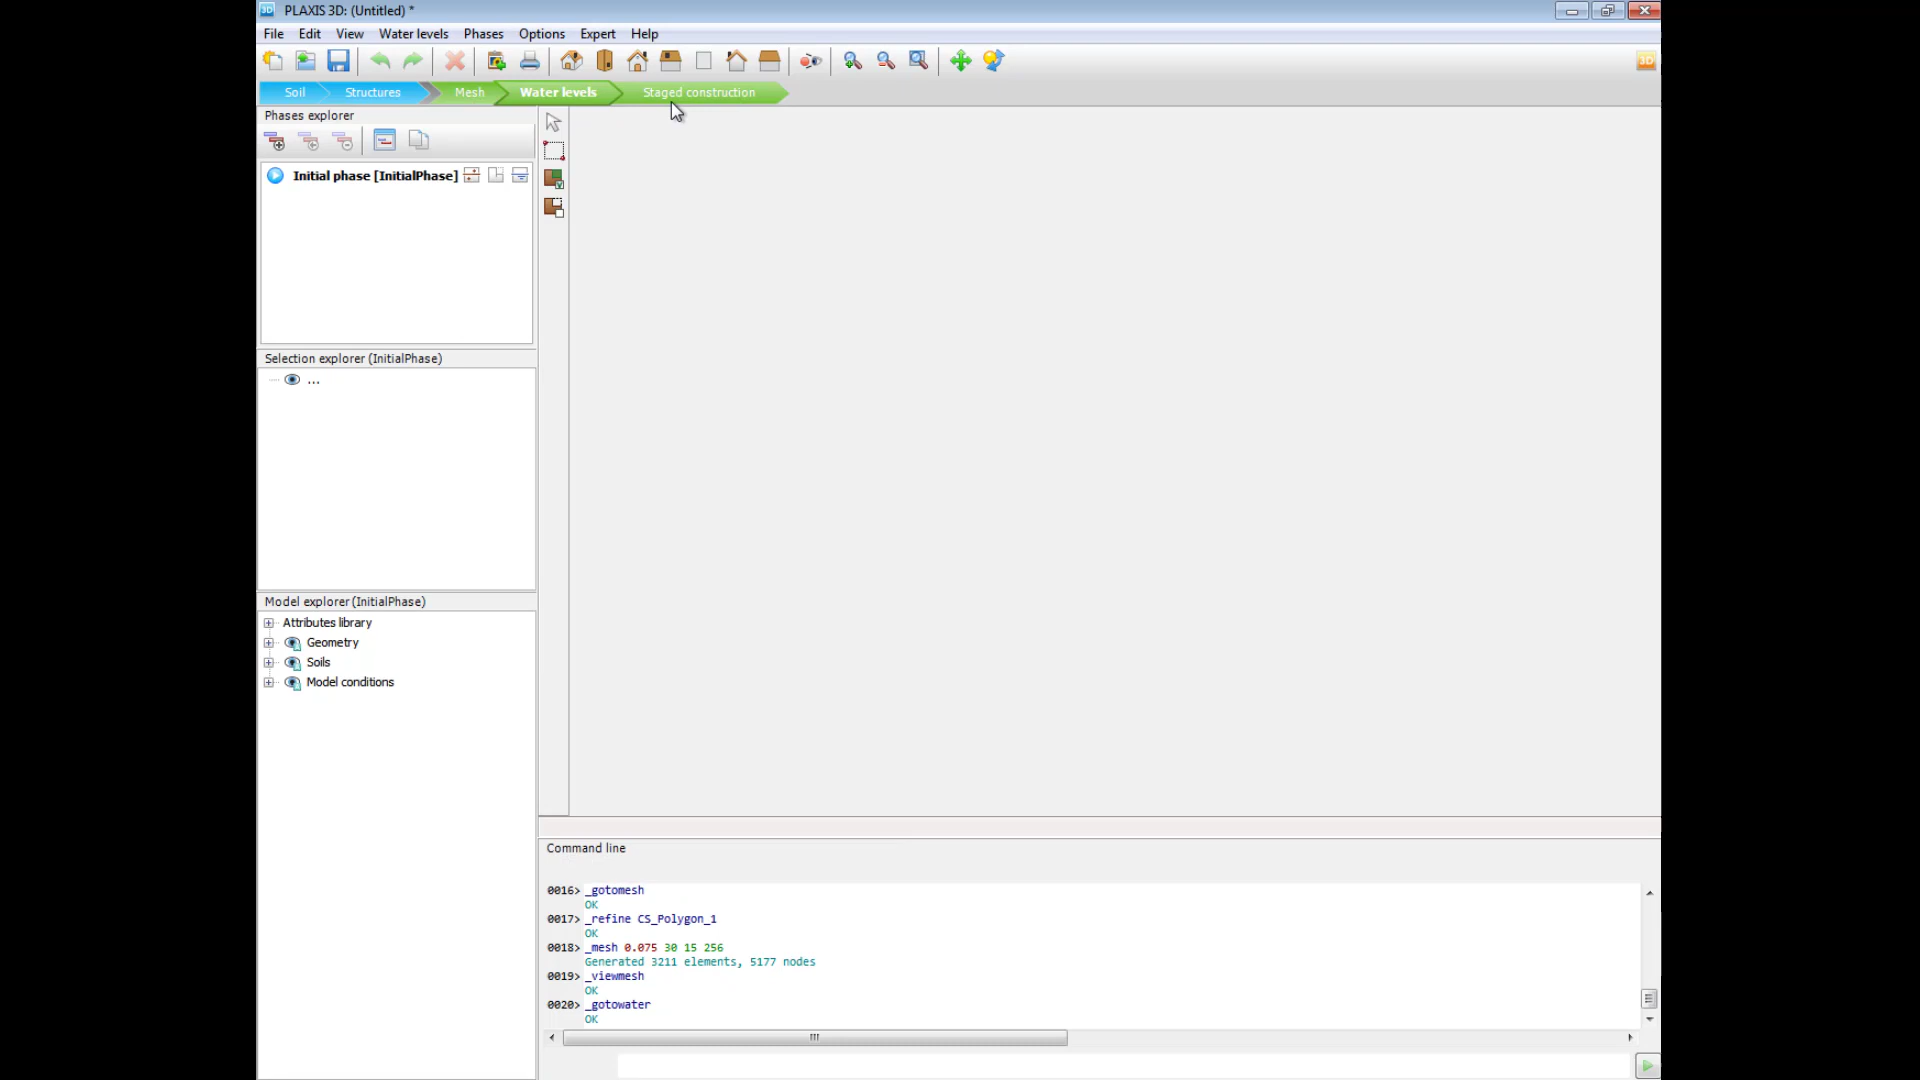 PLAXIS 3D: (Untitled) *
File Edit View Water levels Phases Options Expert Help
3D
Soil Structures Mesh Water levels Staged construction
Phases explorer
Initial phase [InitialPhase]
Selection explorer (InitialPhase)
...
Model explorer (InitialPhase)
Attributes library
Geometry
Soils
Model conditions
Command line
0016> _gotomesh
OK
0017> _refine CS_Polygon_1
OK
0018> _mesh 0.075 30 15 256
Generated 3211 elements, 5177 nodes
0019> _viewmesh
OK
0020> _gotowater
OK